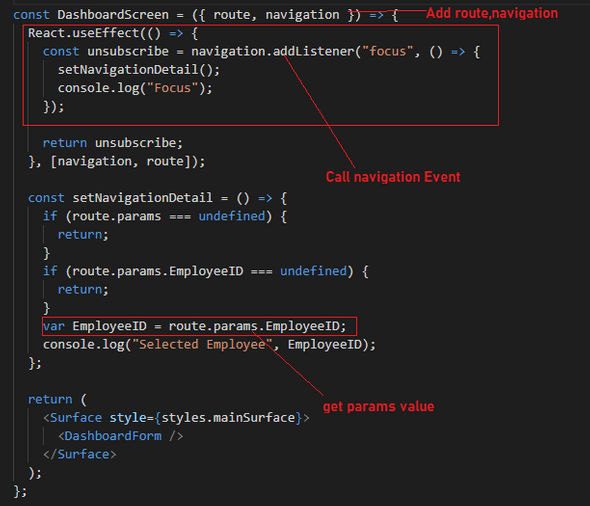 const DashboardScreen = ({ route, navigation }) => {
Add route,navigation
React.useEffect(() => {
const unsubscribe = navigation.addListener("focus", () => {
setNavigationDetail();
console.log("Focus");
});
return unsubscribe;
}, [navigation, route]);
Call navigation Event
const setNavigationDetail = () => {
if (route.params === undefined) {
return;
}
if (route.params.EmployeeID === undefined) {
return;
}
var EmployeeID = route.params.EmployeeID;
console.log("Selected Employee", EmployeeID);
};
return (
get params value
<Surface style={styles.mainSurface}>
<DashboardForm />
</Surface>
);
};